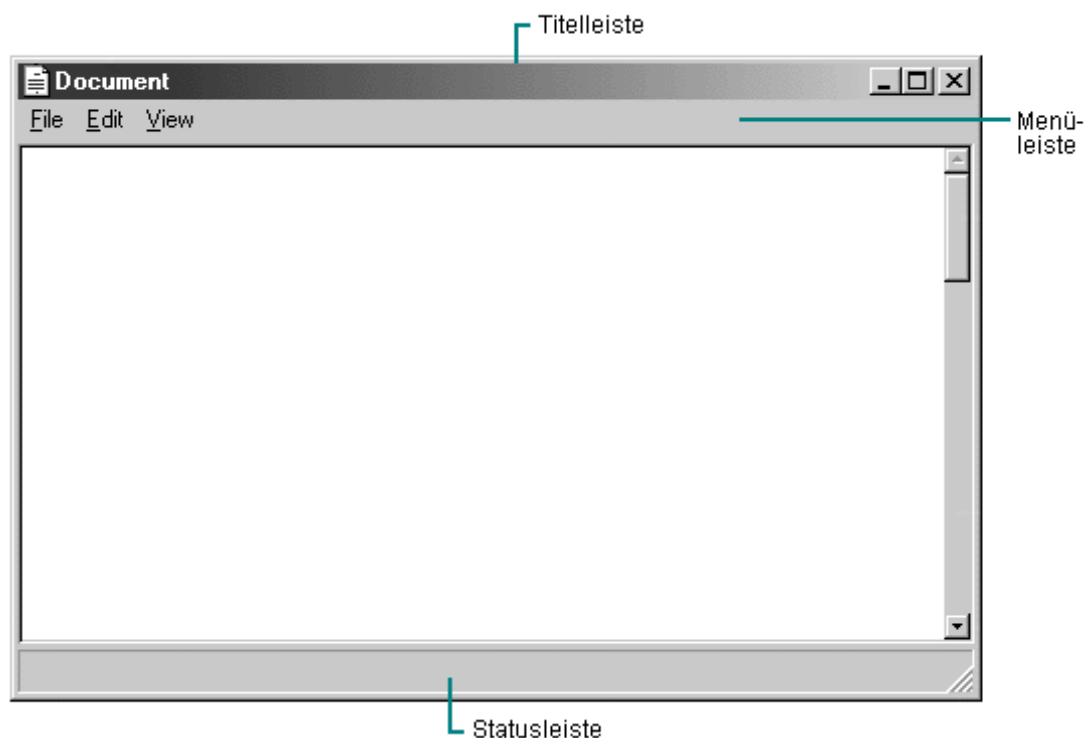 Titelleiste
Document
File Edit View
Menü-
leiste
Statusleiste